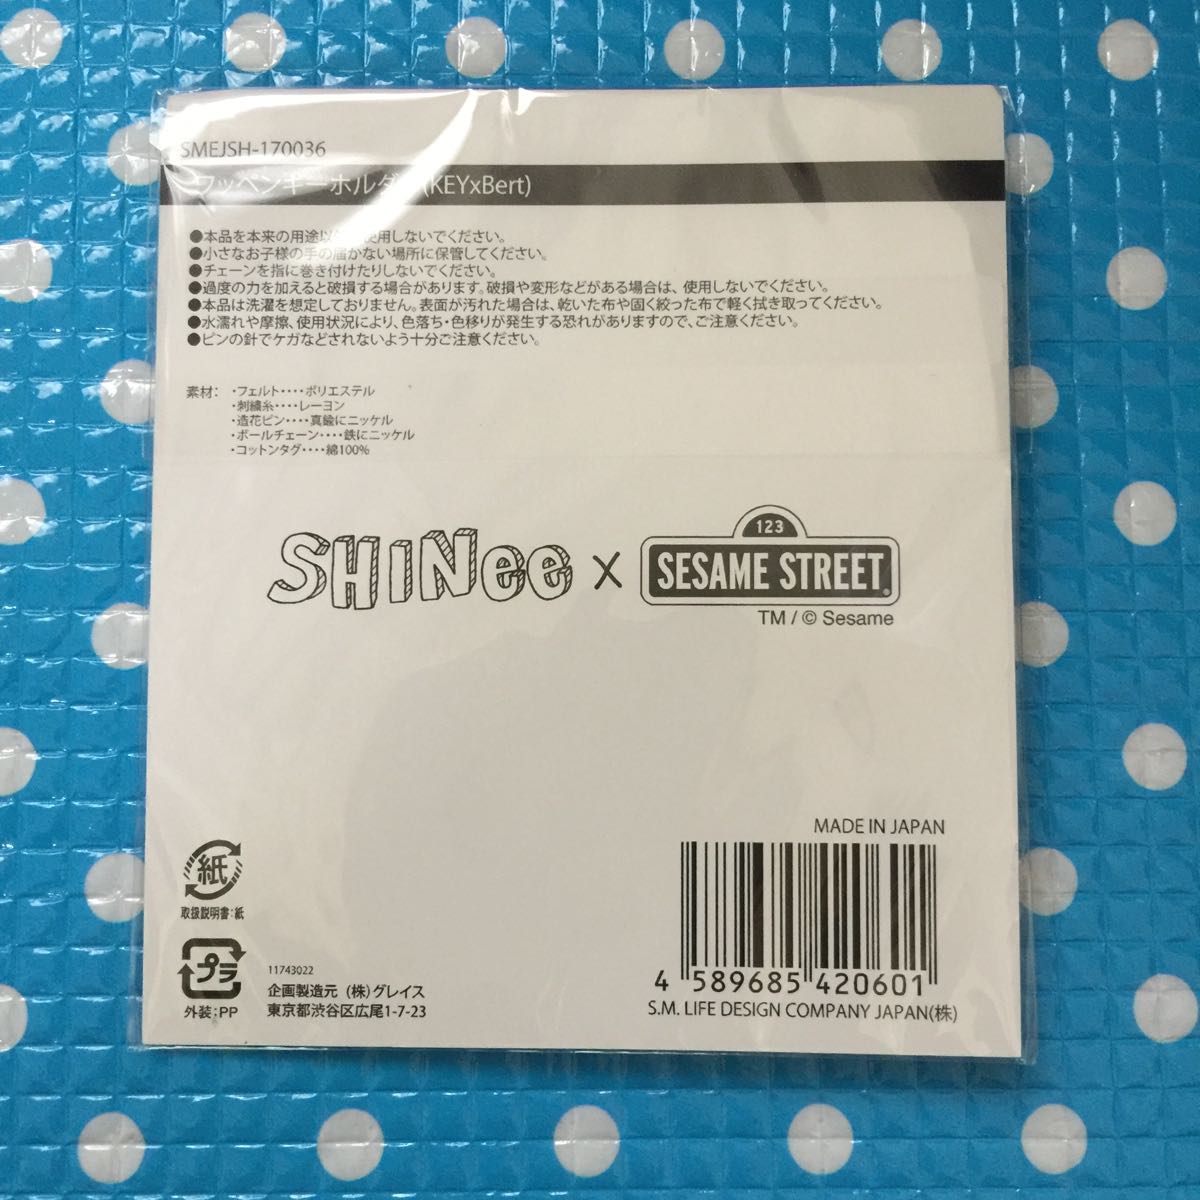 SMEJSH-170036
ワッペンキーホルダー(KEYxBert)
●本品を本来の用途以外に使用しないでください。
●小さなお子様の手の届かない場所に保管してください。
●チェーンを指に巻き付けたりしないでください。
●過度の力を加えると破損する場合があります。破損や変形などがある場合は、使用しないでください。
●本品は洗濯を想定しておりません。表面が汚れた場合は、乾いた布や固く絞った布で軽く拭き取ってください。
●水濡れや摩擦、使用状況により、色落ち・色移りが発生する恐れがありますので、ご注意ください。
●ピンの針でケガなどされないよう十分ご注意ください。
素材: ・フェルト・・・・ポリエステル
・刺繍糸・・・・レーヨン
・造花ピン・・・・真鍮にニッケル
・ボールチェーン・・・・鉄にニッケル
・コットンタグ・・・・綿100%
123
SHINee × SESAME STREET.
TM / © Sesame
MADE IN JAPAN
紙
取扱説明書:紙
4 589685 420601
S.M. LIFE DESIGN COMPANY JAPAN(株)
プラ
外装:PP
11743022
企画製造元 (株)グレイス
東京都渋谷区広尾1-7-23